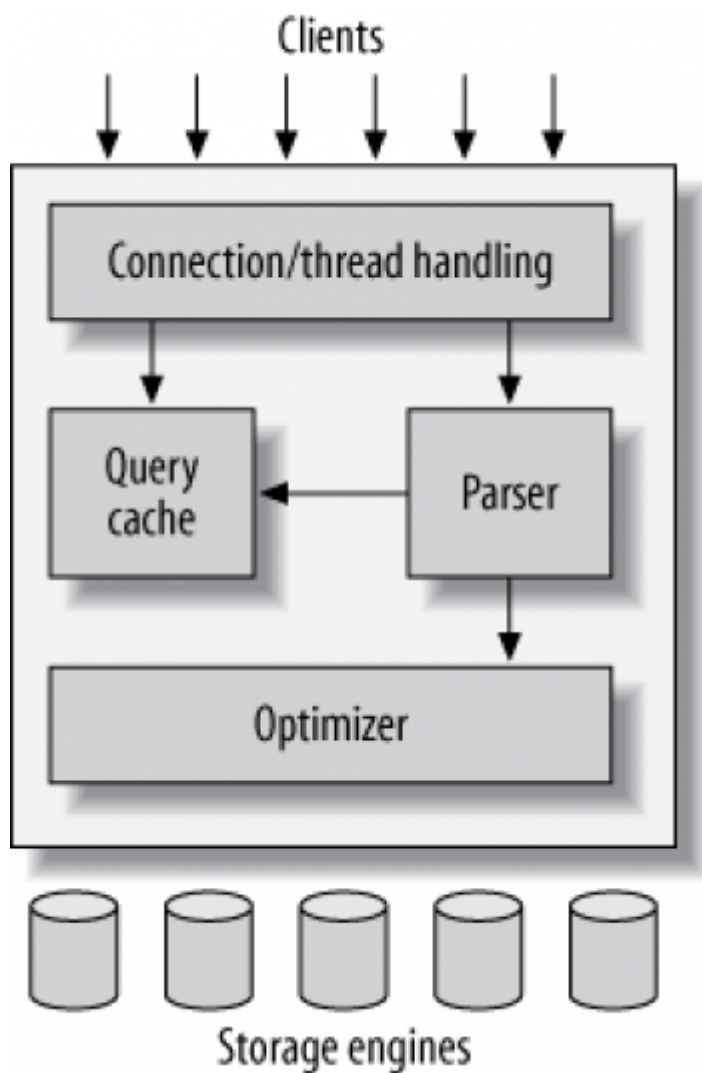 Clients
Connection/thread handling
Query
cache
Parser
Optimizer
Storage engines